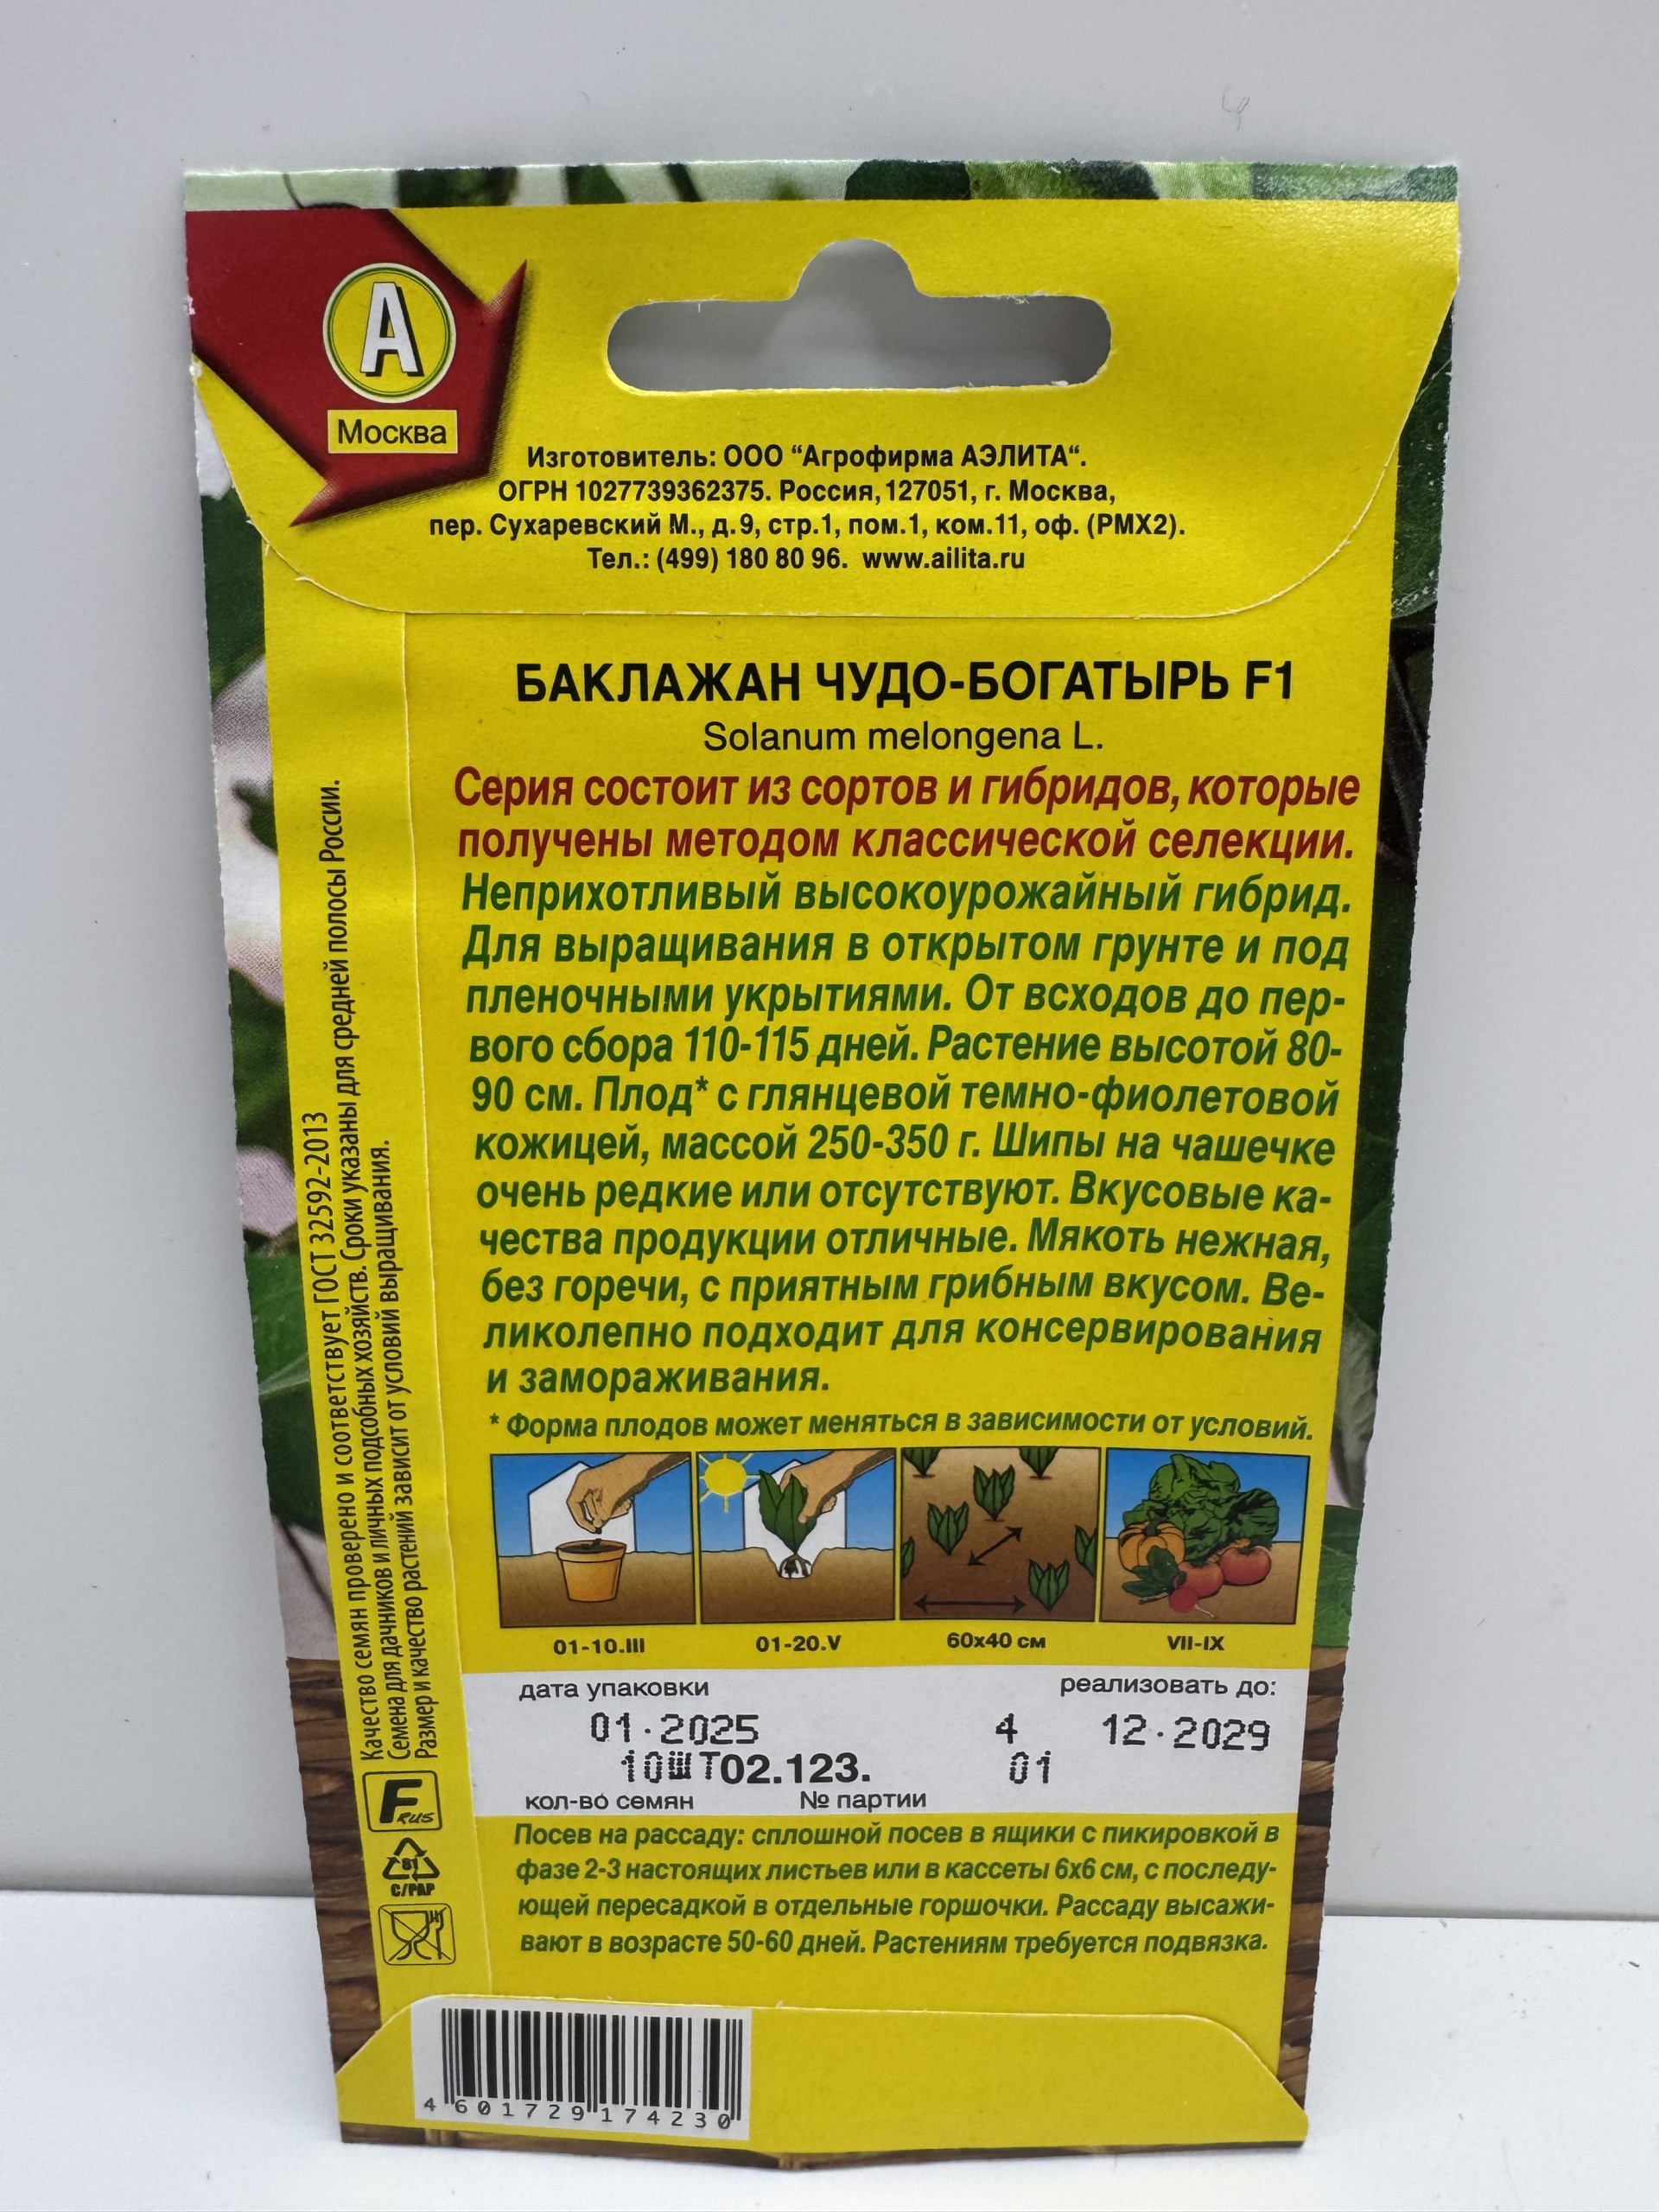 А
Москва
Изготовитель: ООО “Агрофирма АЭЛИТА“.
ОГРН 1027739362375. Россия, 127051, г. Москва,
пер. Сухаревский М., д.9, стр.1, пом.1, ком.11, оф. (РМХ2).
Тел.: (499) 180 80 96. www.ailita.ru
БАКЛАЖАН ЧУДО-БОГАТЫРЬ F1
Solanum melongena L.
Серия состоит из сортов и гибридов, которые
получены методом классической селекции.
Неприхотливый высокоурожайный гибрид.
Для выращивания в открытом грунте и под
пленочными укрытиями. От всходов до пер-
вого сбора 110-115 дней. Растение высотой 80-
90 см. Плод* с глянцевой темно-фиолетовой
кожицей, массой 250-350 г. Шипы на чашечке
очень редкие или отсутствуют. Вкусовые ка-
чества продукции отличные. Мякоть нежная,
без горечи, с приятным грибным вкусом. Ве-
ликолепно подходит для консервирования
и замораживания.
* Форма плодов может меняться в зависимости от условий.
01-10.III 01-20.V 60х40 см VII-IX
дата упаковки реализовать до:
01.2025 4 12.2029
10шт 02.123. 01
кол-во семян № партии
Посев на рассаду: сплошной посев в ящики с пикировкой в
фазе 2-3 настоящих листьев или в кассеты 6х6 см, с последу-
ющей пересадкой в отдельные горшочки. Рассаду высажи-
вают в возрасте 50-60 дней. Растениям требуется подвязка.
Качество семян проверено и соответствует ГОСТ 32592-2013
Семена для дачников и личных подсобных хозяйств. Сроки указаны для средней полосы России.
Размер и качество растений зависит от условий выращивания.
F RUS
81
C/PAP
4 601729 174230